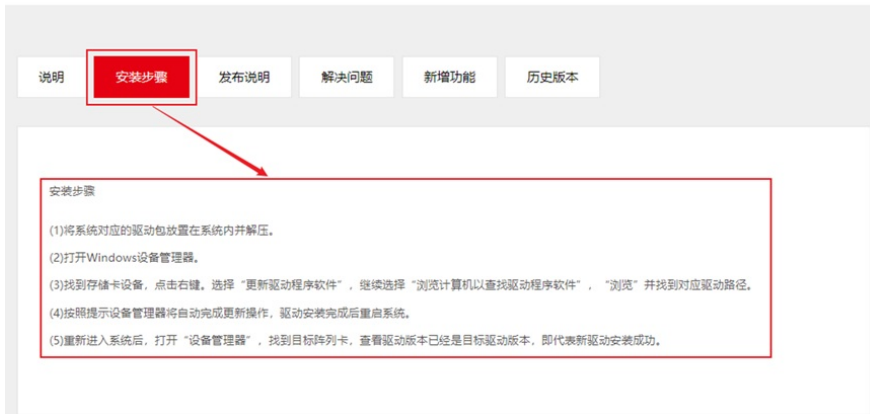 说明 安装步骤 发布说明 解决问题 新增功能 历史版本
安装步骤
(1)将系统对应的驱动包放置在系统内并解压。
(2)打开Windows设备管理器。
(3)找到存储卡设备，点击右键。选择“更新驱动程序软件”，继续选择“浏览计算机以查找驱动程序软件”，“浏览”并找到对应驱动路径。
(4)按照提示设备管理器将自动完成更新操作，驱动安装完成后重启系统。
(5)重新进入系统后，打开“设备管理器”，找到目标阵列卡，查看驱动版本已经是目标驱动版本，即代表新驱动安装成功。